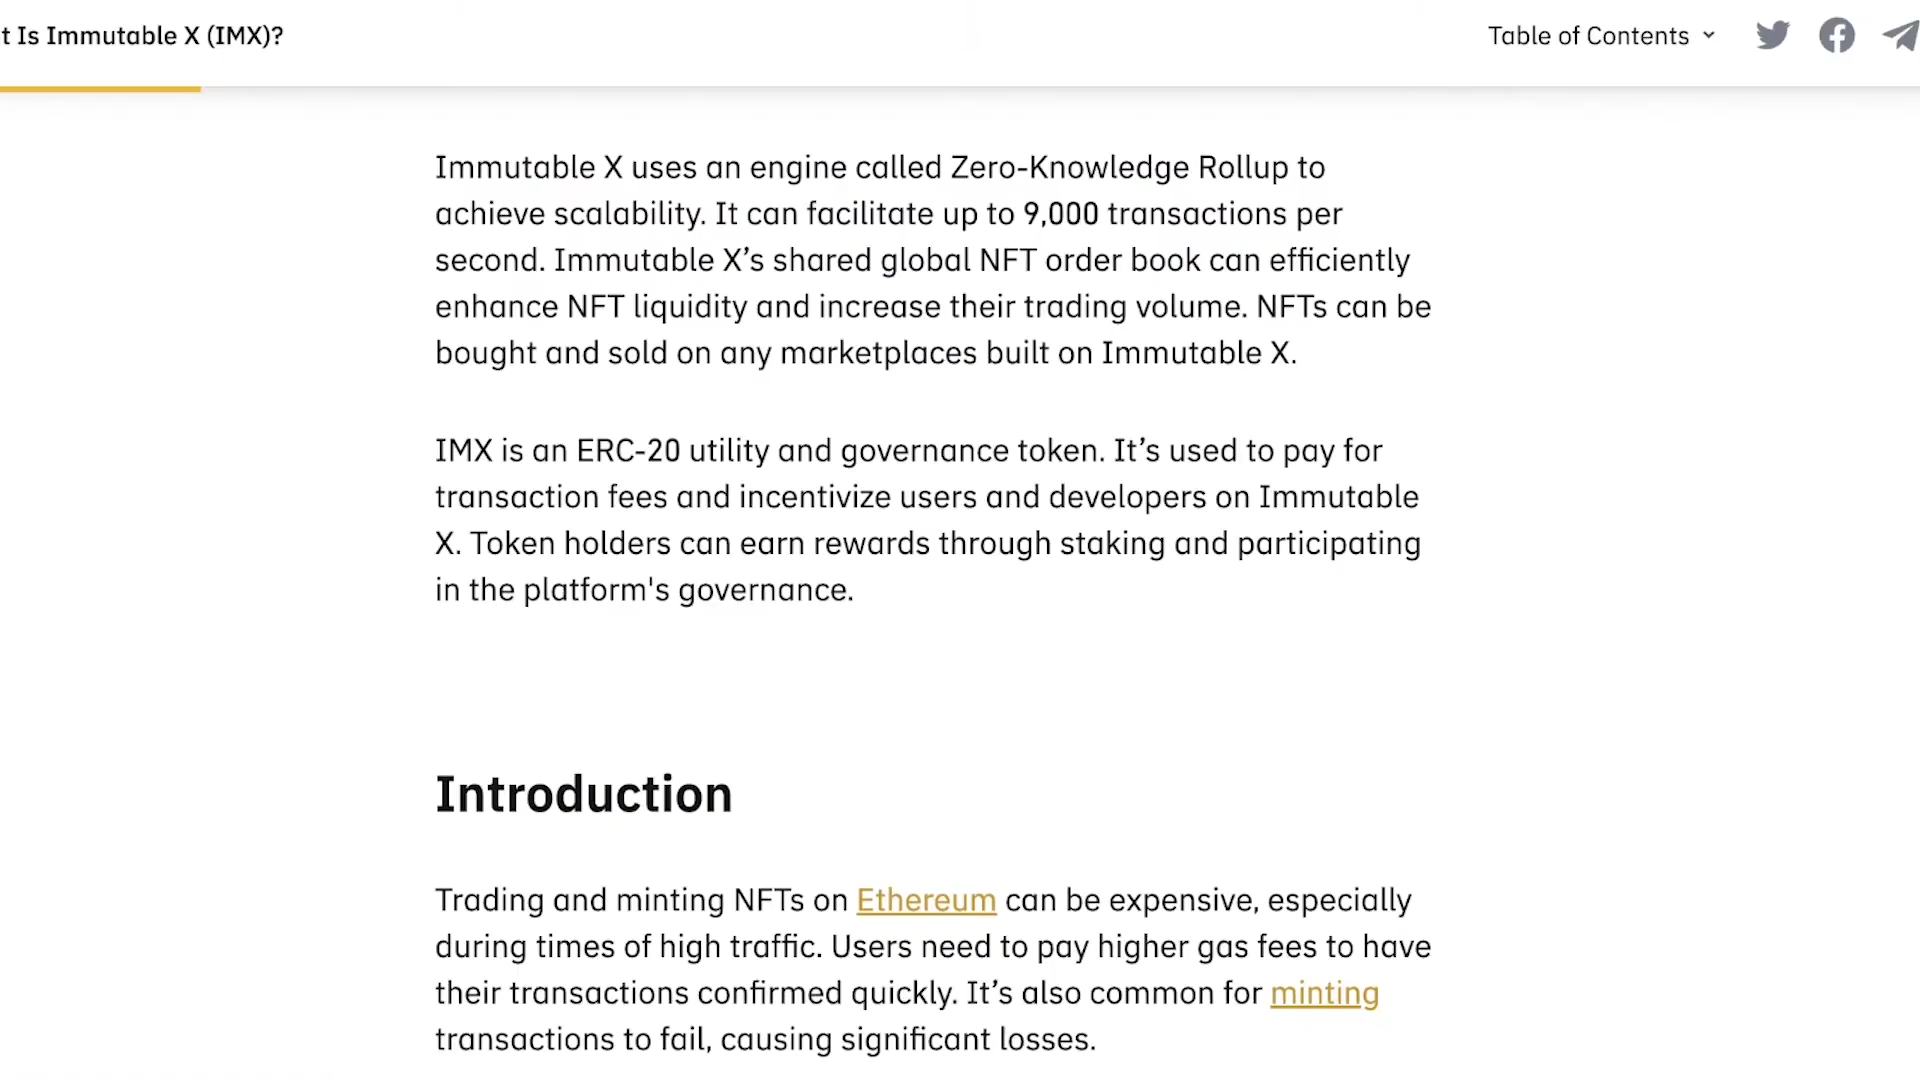 t Is Immutable X (IMX)?
Table of Contents
Immutable X uses an engine called Zero-Knowledge Rollup to
achieve scalability. It can facilitate up to 9,000 transactions per
second. Immutable X’s shared global NFT order book can efficiently
enhance NFT liquidity and increase their trading volume. NFTs can be
bought and sold on any marketplaces built on Immutable X.
IMX is an ERC-20 utility and governance token. It’s used to pay for
transaction fees and incentivize users and developers on Immutable
X. Token holders can earn rewards through staking and participating
in the platform's governance.
Introduction
Trading and minting NFTs on Ethereum can be expensive, especially
during times of high traffic. Users need to pay higher gas fees to have
their transactions confirmed quickly. It’s also common for minting
transactions to fail, causing significant losses.